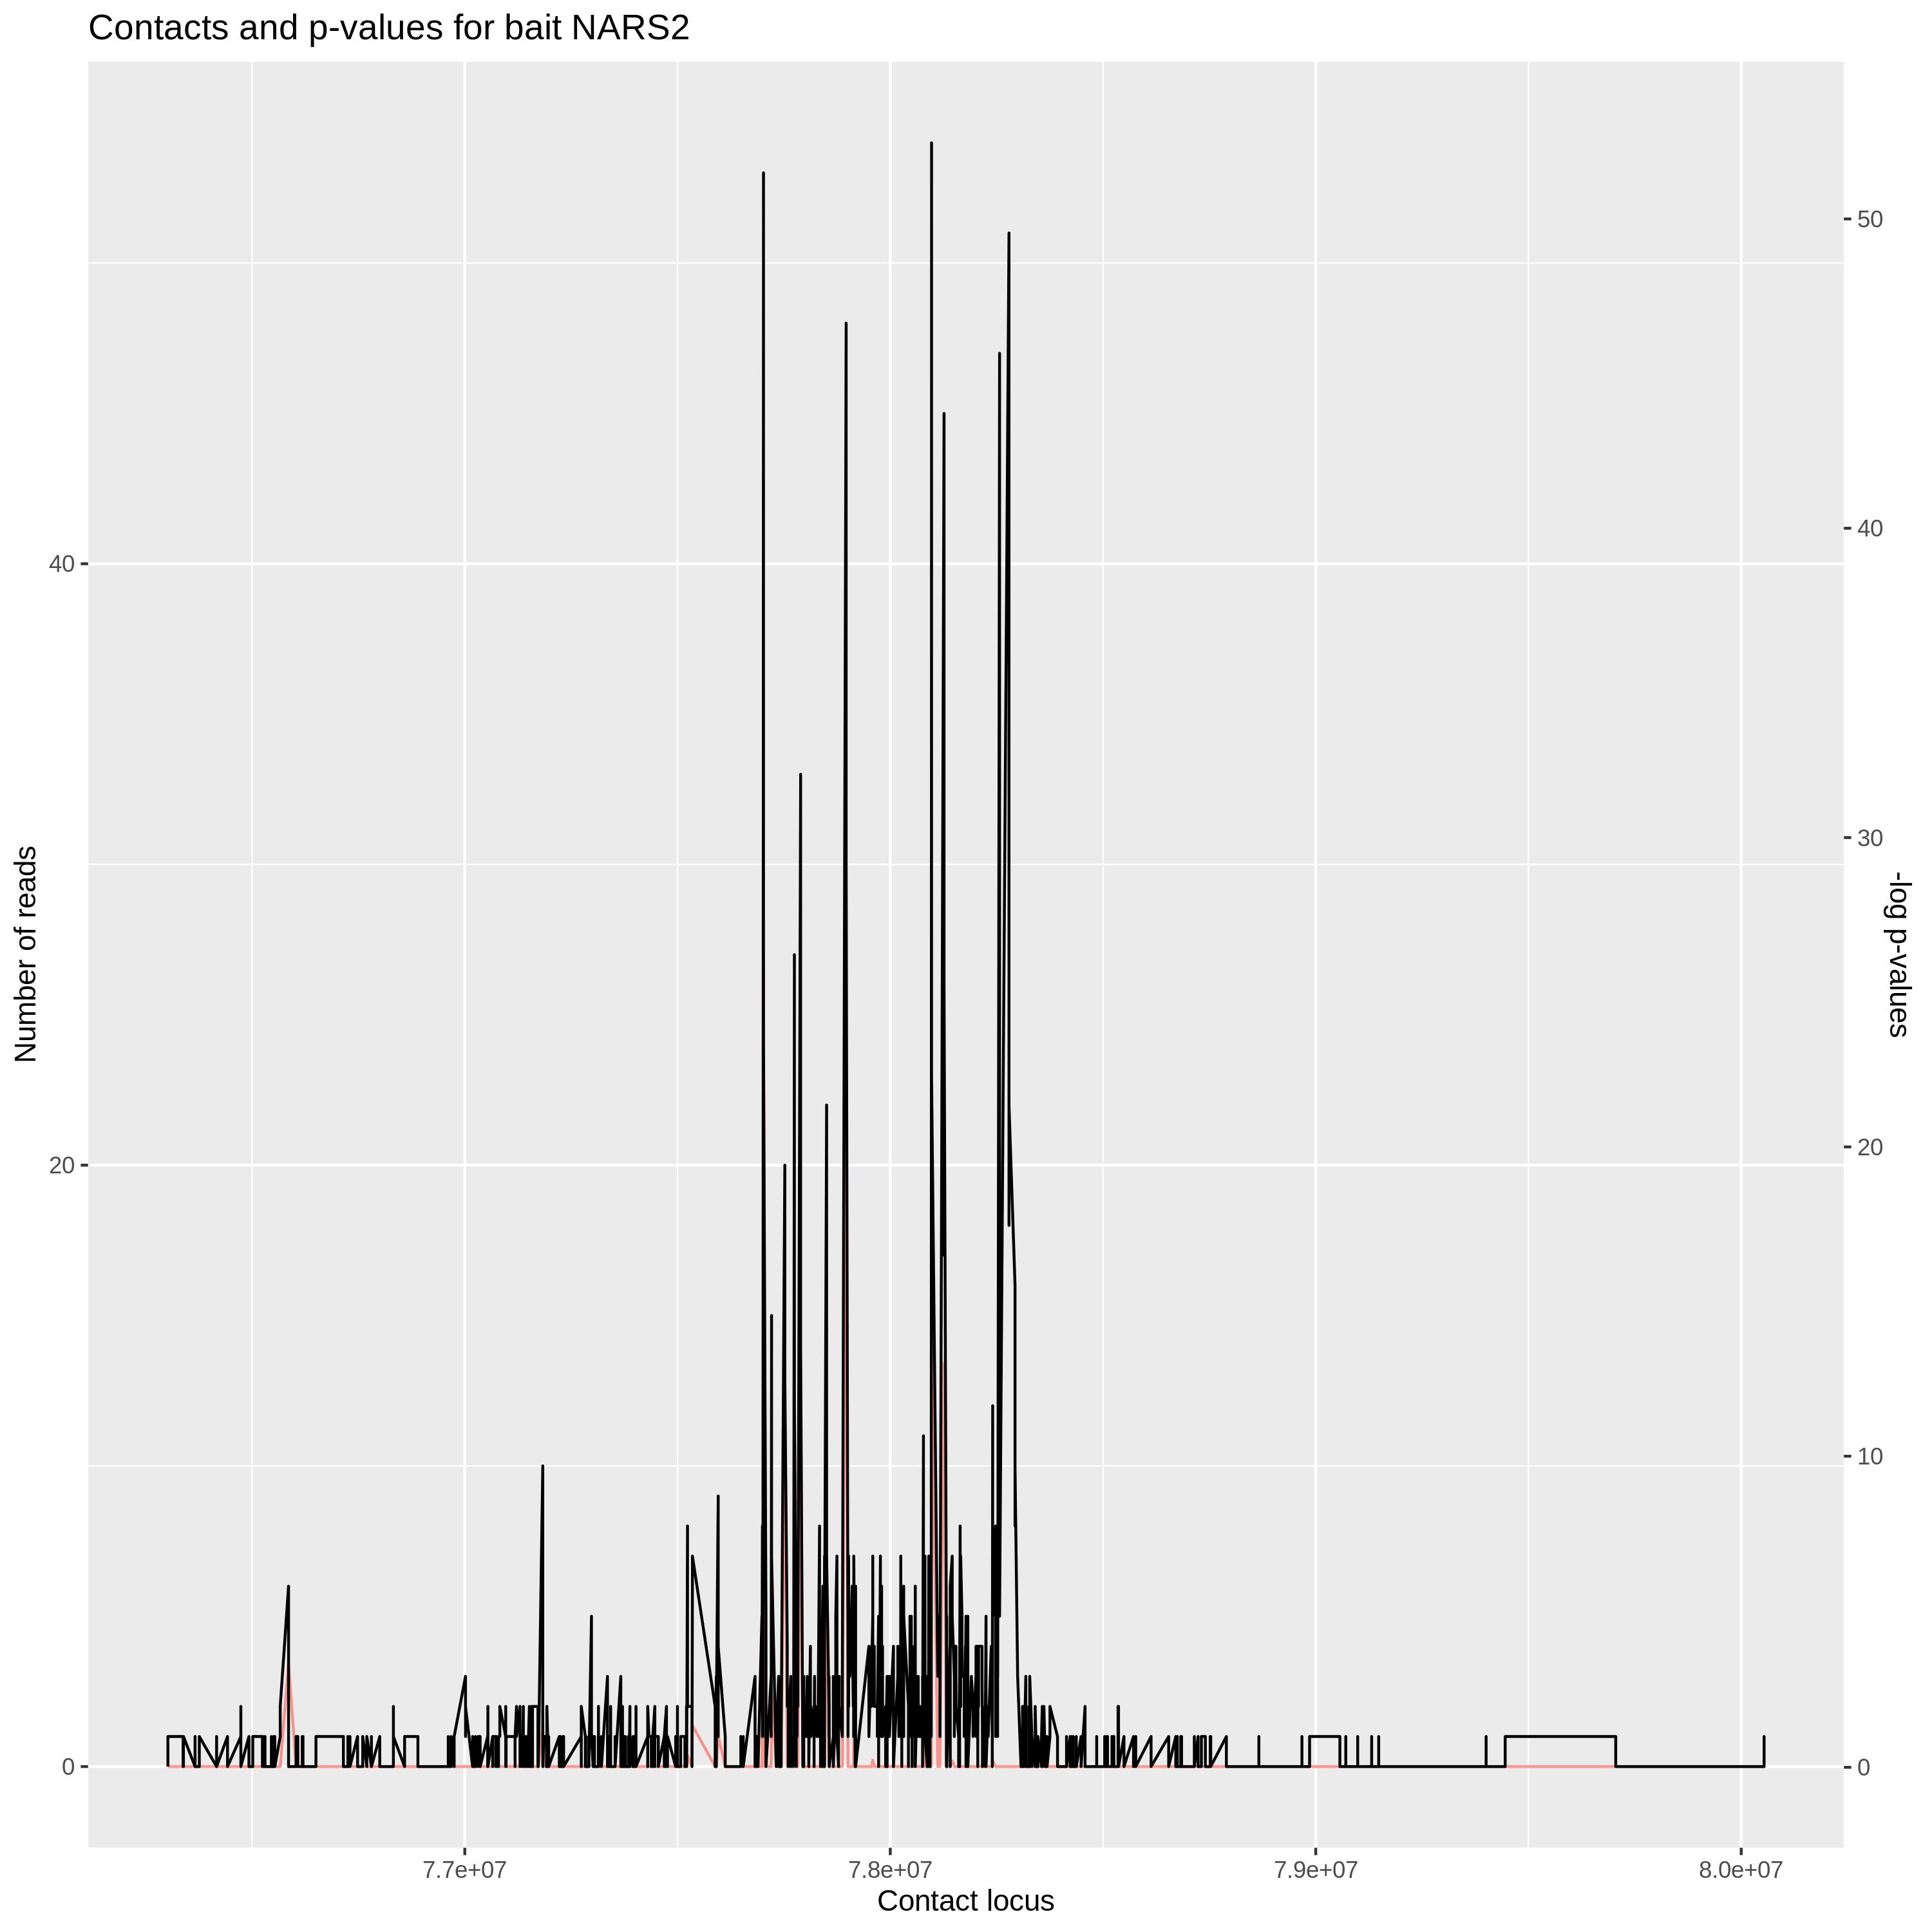 Contacts and p-values for bait NARS2
Number of reads
40
20
0
50
40
30
20
10
0
-log p-values
7.7e+07
7.8e+07
7.9e+07
8.0e+07
Contact locus